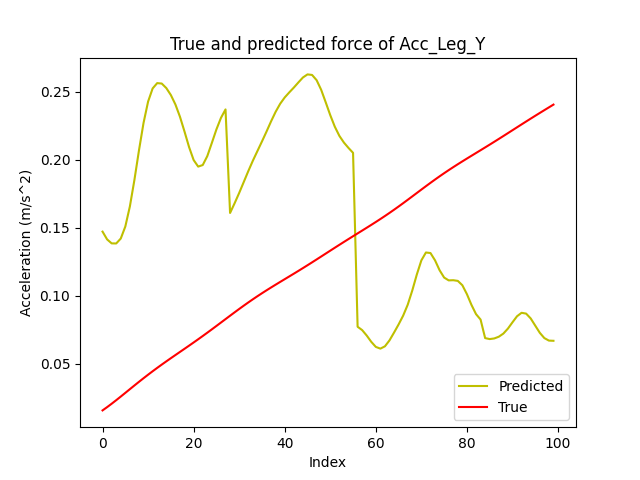 True and predicted force of Acc_Leg_Y
Acceleration (m/s^2)
0.25
0.20
0.15
0.10
0.05
0 20 40 60 80 100
Index
Predicted
True